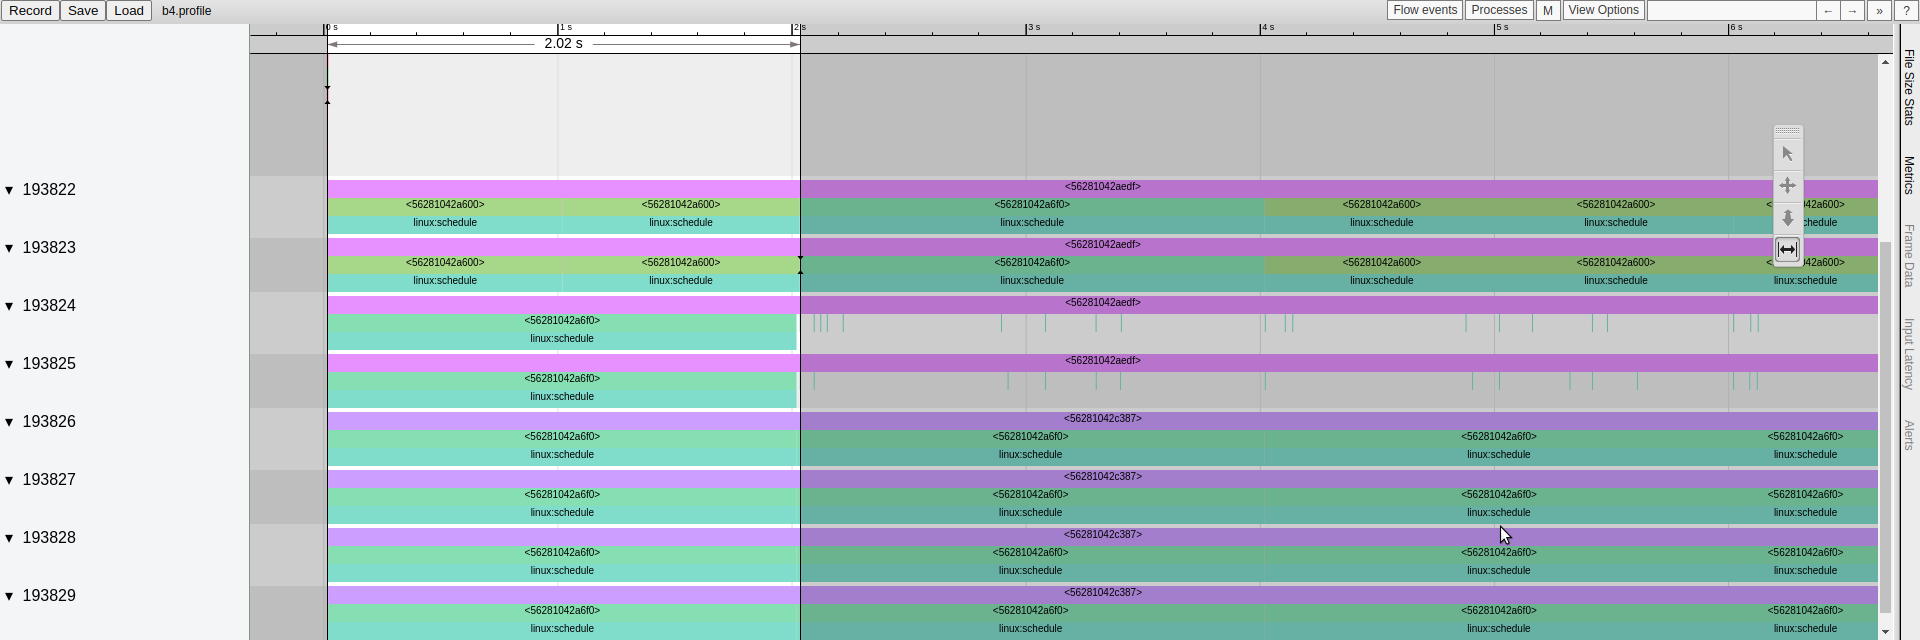 Record Save Load b4.profile Flow events Processes M View Options ← → » ?
0 s 1 s 2 s 3 s 4 s 5 s 6 s
2.02 s
File Size Stats
Metrics
Frame Data
Input Latency
Alerts
193822
<56281042aedf>
<56281042a600> <56281042a600> <56281042a6f0> <56281042a600> <56281042a600>
linux:schedule linux:schedule linux:schedule linux:schedule linux:schedule
193823
<56281042aedf>
<56281042a600> <56281042a600> <56281042a6f0> <56281042a600> <56281042a600>
linux:schedule linux:schedule linux:schedule linux:schedule linux:schedule linux:schedule
193824
<56281042aedf>
<56281042a6f0>
linux:schedule
193825
<56281042aedf>
<56281042a6f0>
linux:schedule
193826
<56281042c387>
<56281042a6f0> <56281042a6f0> <56281042a6f0> <56281042a6f0>
linux:schedule linux:schedule linux:schedule linux:schedule
193827
<56281042c387>
<56281042a6f0> <56281042a6f0> <56281042a6f0> <56281042a6f0>
linux:schedule linux:schedule linux:schedule linux:schedule
193828
<56281042c387>
<56281042a6f0> <56281042a6f0> <56281042a6f0> <56281042a6f0>
linux:schedule linux:schedule linux:schedule linux:schedule
193829
<56281042c387>
<56281042a6f0> <56281042a6f0> <56281042a6f0> <56281042a6f0>
linux:schedule linux:schedule linux:schedule linux:schedule